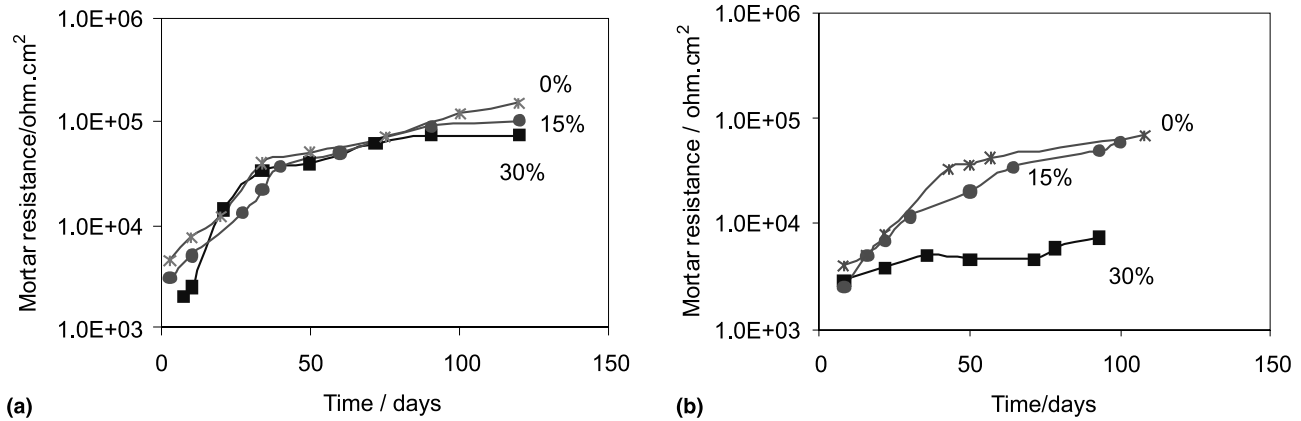 1.0E+06
1.0E+05
1.0E+04
1.0E+03
Mortar resistance/ohm.cm²
0%
15%
30%
0 50 100 150
Time / days
(a)
1.0E+06
1.0E+05
1.0E+04
1.0E+03
Mortar resistance / ohm.cm²
0%
15%
30%
0 50 100 150
Time/days
(b)